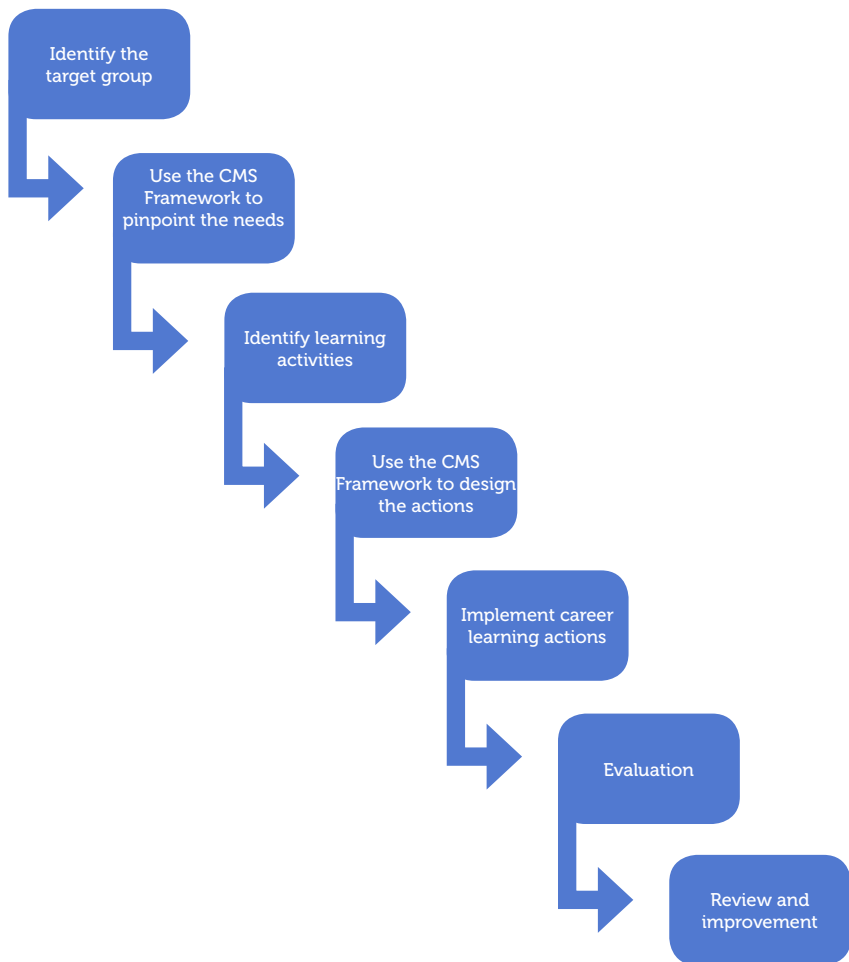 Identify the
target group
Use the CMS
Framework to
pinpoint the needs
Identify learning
activities
Use the CMS
Framework to design
the actions
Implement career
learning actions
Evaluation
Review and
improvement